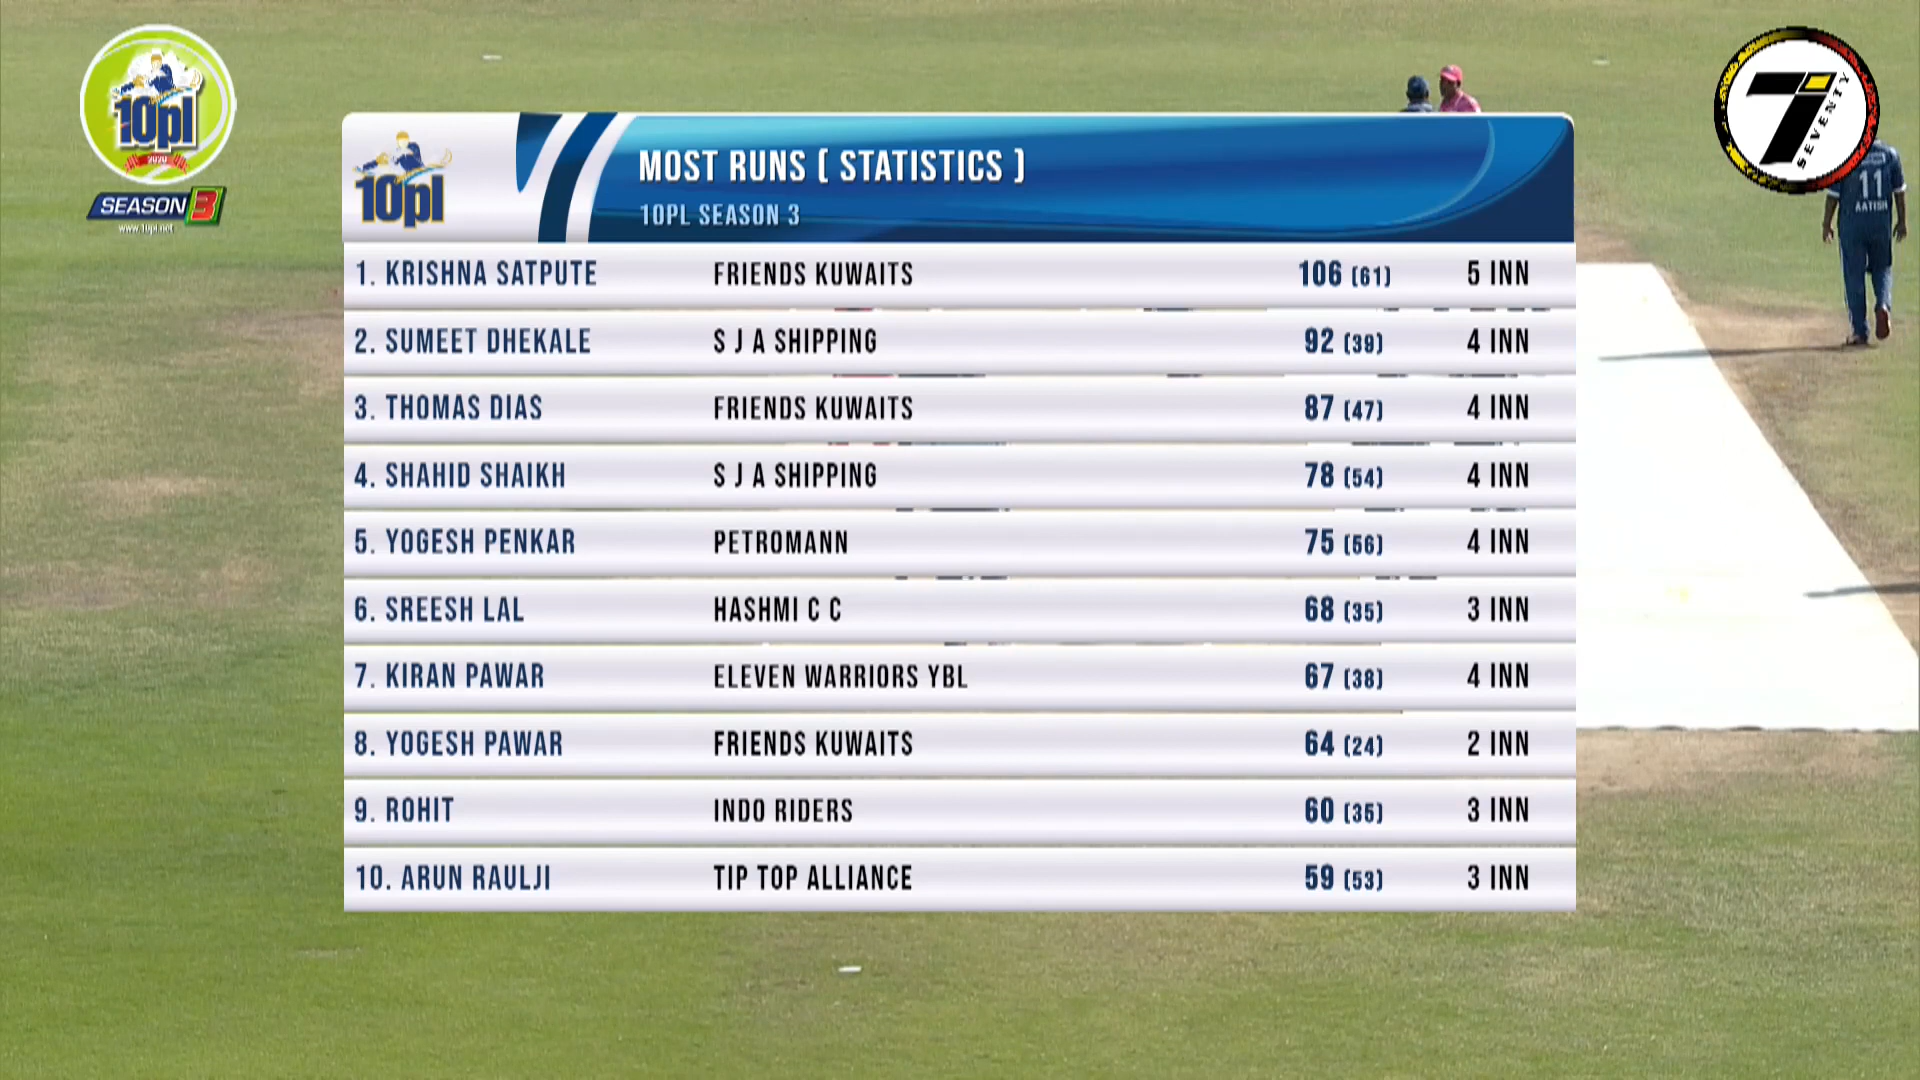 10pl
2020
SEASON 3
www.10pl.net
7
SEVENTY
11
AATISH
10pl
MOST RUNS [ STATISTICS ]
10PL SEASON 3
1. KRISHNA SATPUTE FRIENDS KUWAITS 106 (61) 5 INN
2. SUMEET DHEKALE S J A SHIPPING 92 (39) 4 INN
3. THOMAS DIAS FRIENDS KUWAITS 87 (47) 4 INN
4. SHAHID SHAIKH S J A SHIPPING 78 (54) 4 INN
5. YOGESH PENKAR PETROMANN 75 (56) 4 INN
6. SREESH LAL HASHMI C C 68 (35) 3 INN
7. KIRAN PAWAR ELEVEN WARRIORS YBL 67 (38) 4 INN
8. YOGESH PAWAR FRIENDS KUWAITS 64 (24) 2 INN
9. ROHIT INDO RIDERS 60 (35) 3 INN
10. ARUN RAULJI TIP TOP ALLIANCE 59 (53) 3 INN